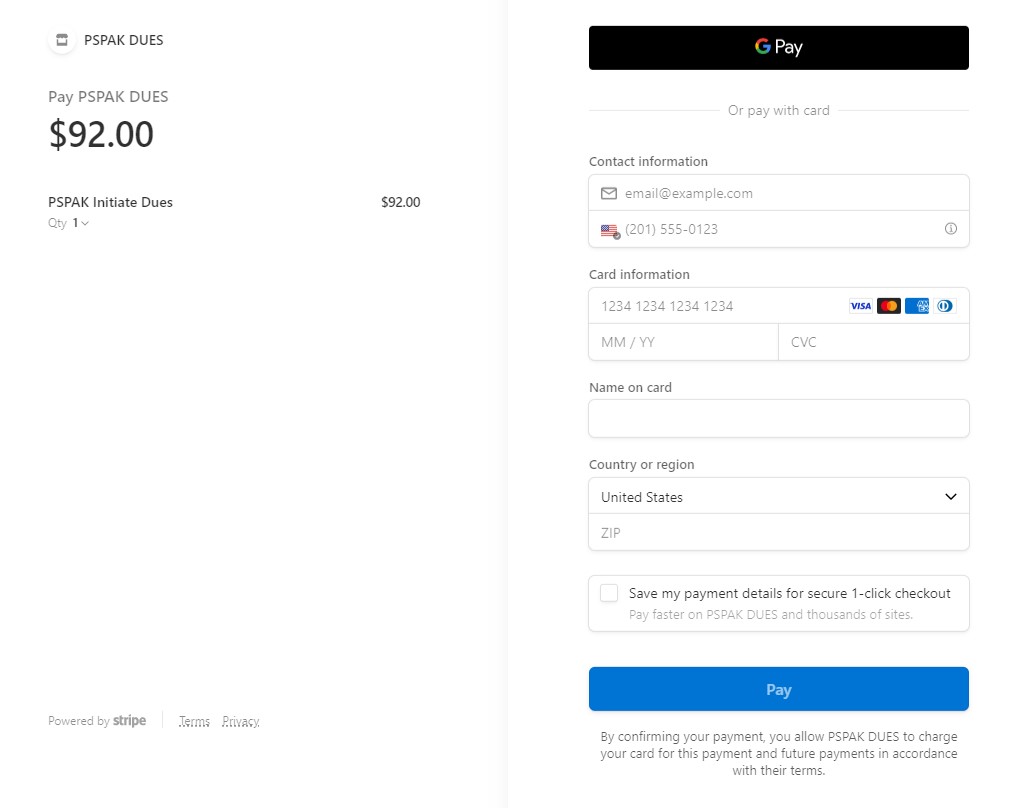 PSPAK DUES
Pay PSPAK DUES
$92.00
PSPAK Initiate Dues $92.00
Qty 1
Powered by stripe Terms Privacy
G Pay
Or pay with card
Contact information
email@example.com
(201) 555-0123
Card information
1234 1234 1234 1234 VISA AMEX
MM / YY CVC
Name on card
Country or region
United States
ZIP
Save my payment details for secure 1-click checkout
Pay faster on PSPAK DUES and thousands of sites.
Pay
By confirming your payment, you allow PSPAK DUES to charge
your card for this payment and future payments in accordance
with their terms.